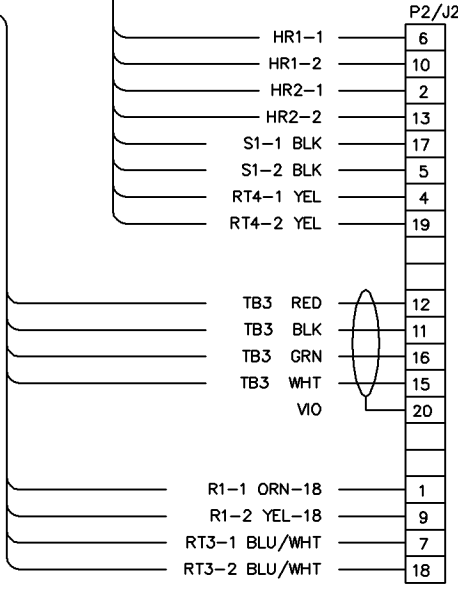 P2/J2
HR1-1 6
HR1-2 10
HR2-1 2
HR2-2 13
S1-1 BLK 17
S1-2 BLK 5
RT4-1 YEL 4
RT4-2 YEL 19
TB3 RED 12
TB3 BLK 11
TB3 GRN 16
TB3 WHT 15
VIO 20
R1-1 ORN-18 1
R1-2 YEL-18 9
RT3-1 BLU/WHT 7
RT3-2 BLU/WHT 18